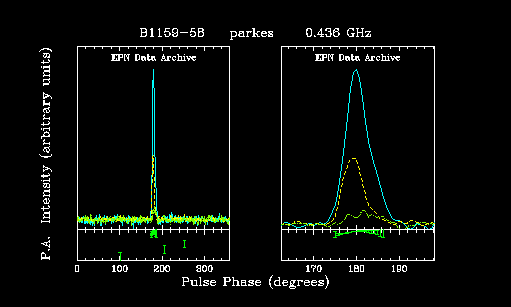 B1159-58 parkes 0.436 GHz
EPN Data Archive EPN Data Archive
Intensity (arbitrary units)
P.A.
0 100 200 300 170 180 190
Pulse Phase (degrees)